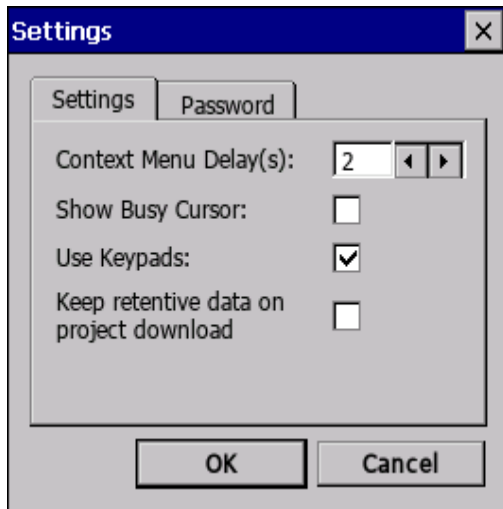 Settings
Settings Password
Context Menu Delay(s): 2
Show Busy Cursor:
Use Keypads:
Keep retentive data on
project download
OK Cancel